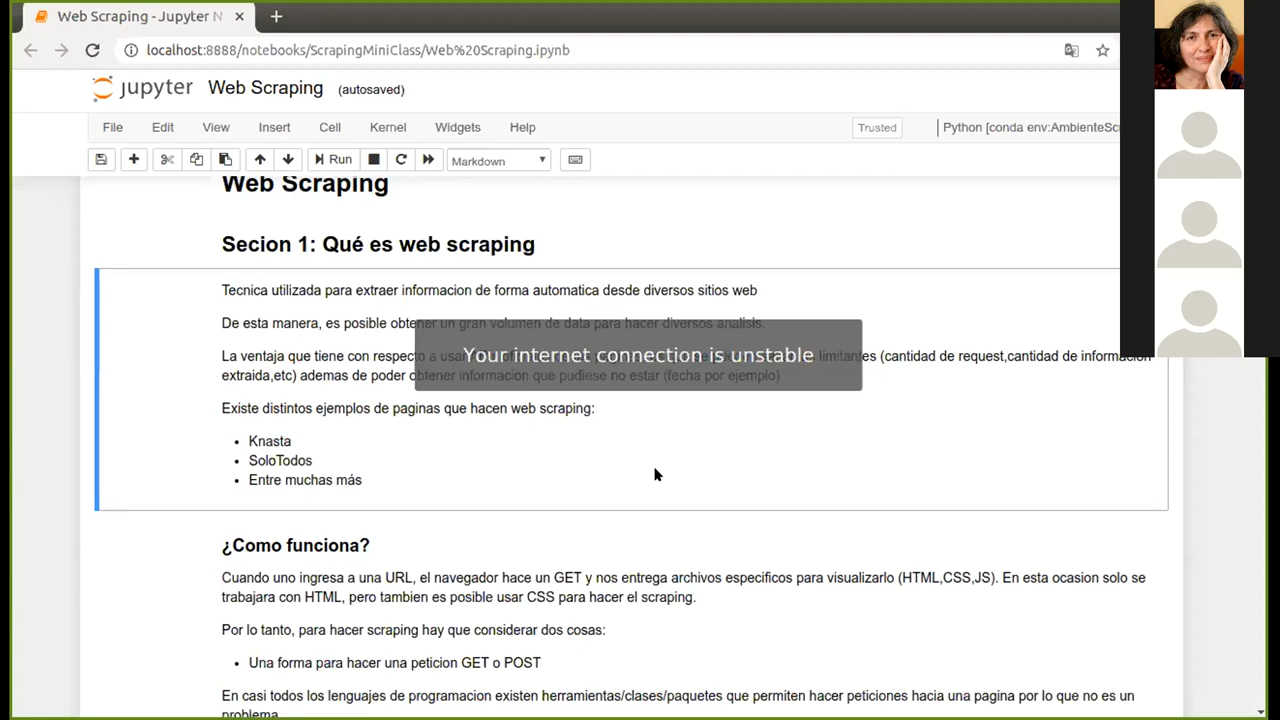 Web Scraping - Jupyter N
localhost:8888/notebooks/ScrapingMiniClass/Web%20Scraping.ipynb
jupyter Web Scraping (autosaved)
File Edit View Insert Cell Kernel Widgets Help Trusted Python [conda env:AmbienteSc
Run Markdown
Web Scraping
Secion 1: Qué es web scraping
Tecnica utilizada para extraer informacion de forma automatica desde diversos sitios web
De esta manera, es posible obtener un gran volumen de data para hacer diversos analisis.
Your internet connection is unstable
La ventaja que tiene con respecto a limitantes (cantidad de request,cantidad de informacion
extraida,etc) ademas de poder obtener informacion que pudiese no estar (fecha por ejemplo)
Existe distintos ejemplos de paginas que hacen web scraping:
• Knasta
• SoloTodos
• Entre muchas más
¿Como funciona?
Cuando uno ingresa a una URL, el navegador hace un GET y nos entrega archivos especificos para visualizarlo (HTML,CSS,JS). En esta ocasion solo se
trabajara con HTML, pero tambien es posible usar CSS para hacer el scraping.
Por lo tanto, para hacer scraping hay que considerar dos cosas:
• Una forma para hacer una peticion GET o POST
En casi todos los lenguajes de programacion existen herramientas/clases/paquetes que permiten hacer peticiones hacia una pagina por lo que no es un
problema